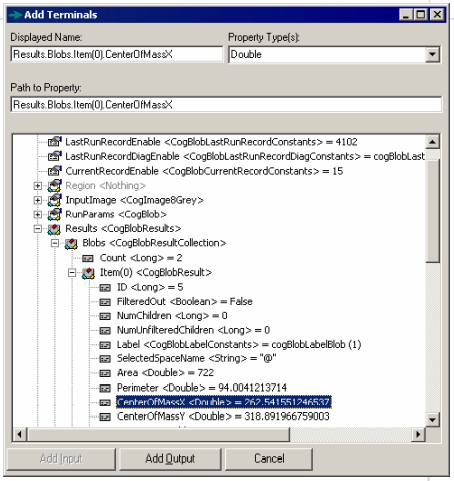 Add Terminals
Displayed Name: Property Type(s):
Results.Blobs.Item(0).CenterOfMassX Double
Path to Property:
Results.Blobs.Item(0).CenterOfMassX
LastRunRecordEnable <CogBlobLastRunRecordConstants> = 4102
LastRunRecordDiagEnable <CogBlobLastRunRecordDiagConstants> = cogBlobLast
CurrentRecordEnable <CogBlobCurrentRecordConstants> = 15
Region <Nothing>
InputImage <CogImage8Grey>
RunParams <CogBlob>
Results <CogBlobResults>
Blobs <CogBlobResultCollection>
Count <Long> = 2
Item(0) <CogBlobResult>
ID <Long> = 5
FilteredOut <Boolean> = False
NumChildren <Long> = 0
NumUnfilteredChildren <Long> = 0
Label <CogBlobLabelConstants> = cogBlobLabelBlob (1)
SelectedSpaceName <String> = "@"
Area <Double> = 722
Perimeter <Double> = 94.0041213714
CenterOfMassX <Double> = 262.541551246537
CenterOfMassY <Double> = 318.891966759003
Add Input Add Output Cancel